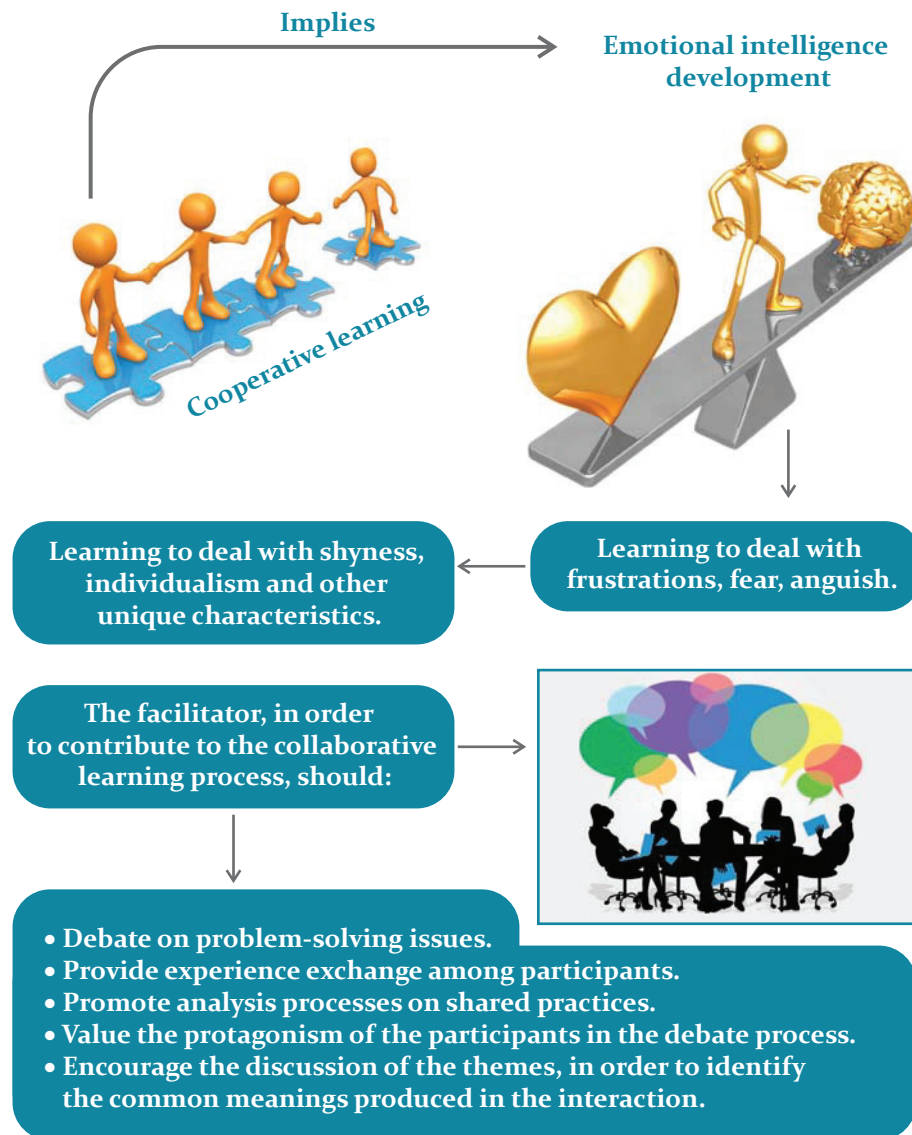 Implies
Emotional intelligence
development
Cooperative learning
Learning to deal with
frustrations, fear, anguish.
Learning to deal with shyness,
individualism and other
unique characteristics.
The facilitator, in order
to contribute to the collaborative
learning process, should:
• Debate on problem-solving issues.
• Provide experience exchange among participants.
• Promote analysis processes on shared practices.
• Value the protagonism of the participants in the debate process.
• Encourage the discussion of the themes, in order to identify
the common meanings produced in the interaction.